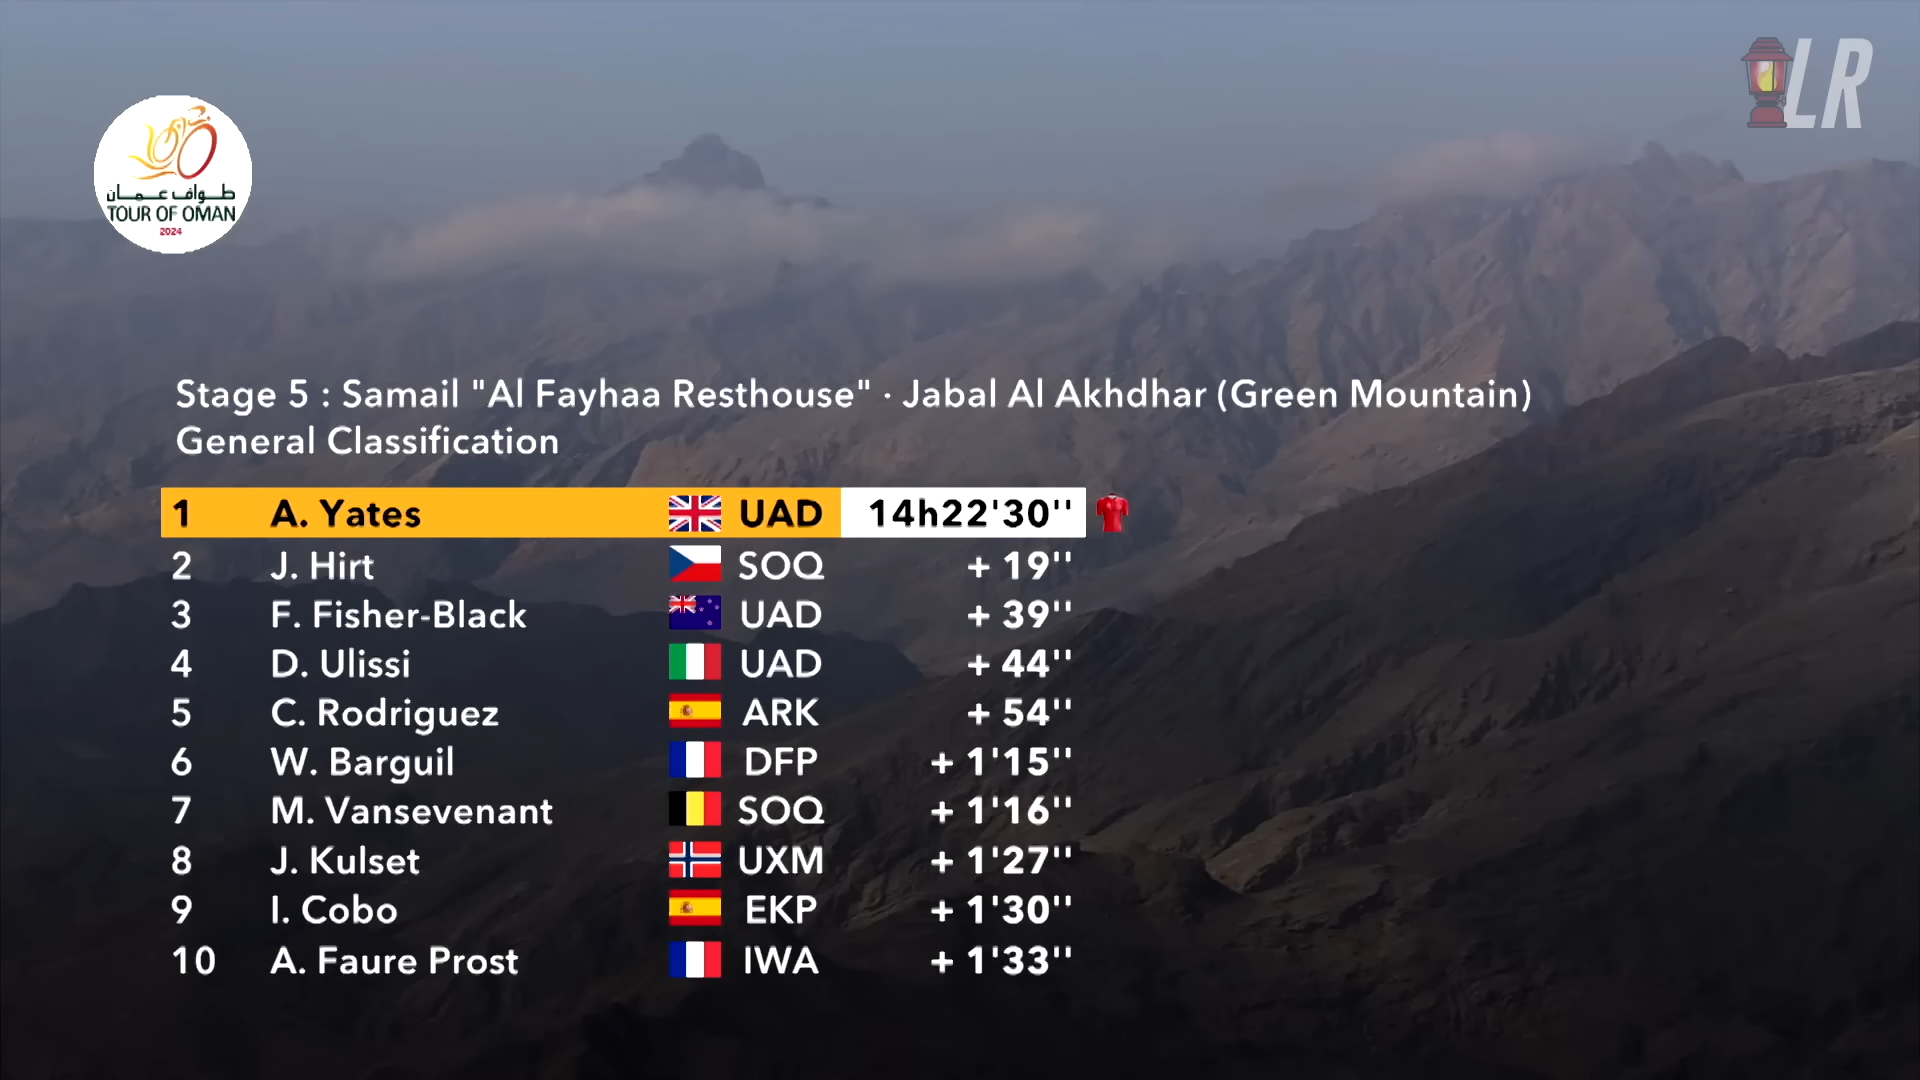 LR
طواف عمان
TOUR OF OMAN
2024
Stage 5 : Samail "Al Fayhaa Resthouse" · Jabal Al Akhdhar (Green Mountain)
General Classification
1 A. Yates UAD 14h22'30''
2 J. Hirt SOQ + 19''
3 F. Fisher-Black UAD + 39''
4 D. Ulissi UAD + 44''
5 C. Rodriguez ARK + 54''
6 W. Barguil DFP + 1'15''
7 M. Vansevenant SOQ + 1'16''
8 J. Kulset UXM + 1'27''
9 I. Cobo EKP + 1'30''
10 A. Faure Prost IWA + 1'33''